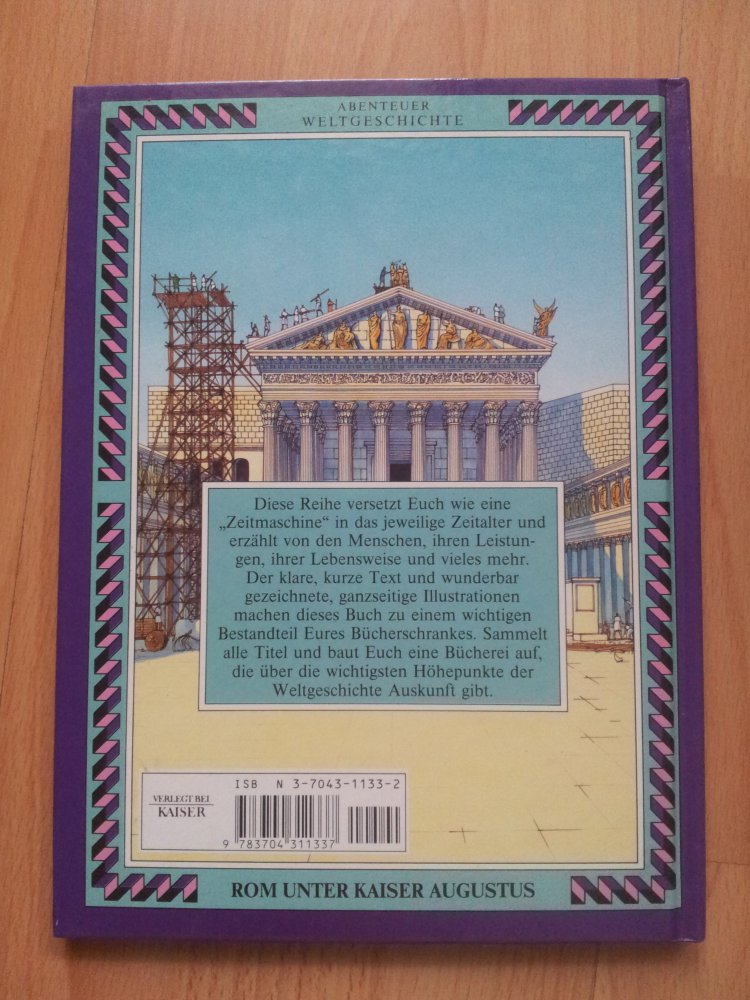 ABENTEUER
WELTGESCHICHTE
Diese Reihe versetzt Euch wie eine
„Zeitmaschine“ in das jeweilige Zeitalter und
erzählt von den Menschen, ihren Leistun-
gen, ihrer Lebensweise und vieles mehr.
Der klare, kurze Text und wunderbar
gezeichnete, ganzseitige Illustrationen
machen dieses Buch zu einem wichtigen
Bestandteil Eures Bücherschrankes. Sammelt
alle Titel und baut Euch eine Bücherei auf,
die über die wichtigsten Höhepunkte der
Weltgeschichte Auskunft gibt.
ISB N 3-7043-1133-2
VERLEGT BEI
KAISER
9 783704 311337
ROM UNTER KAISER AUGUSTUS